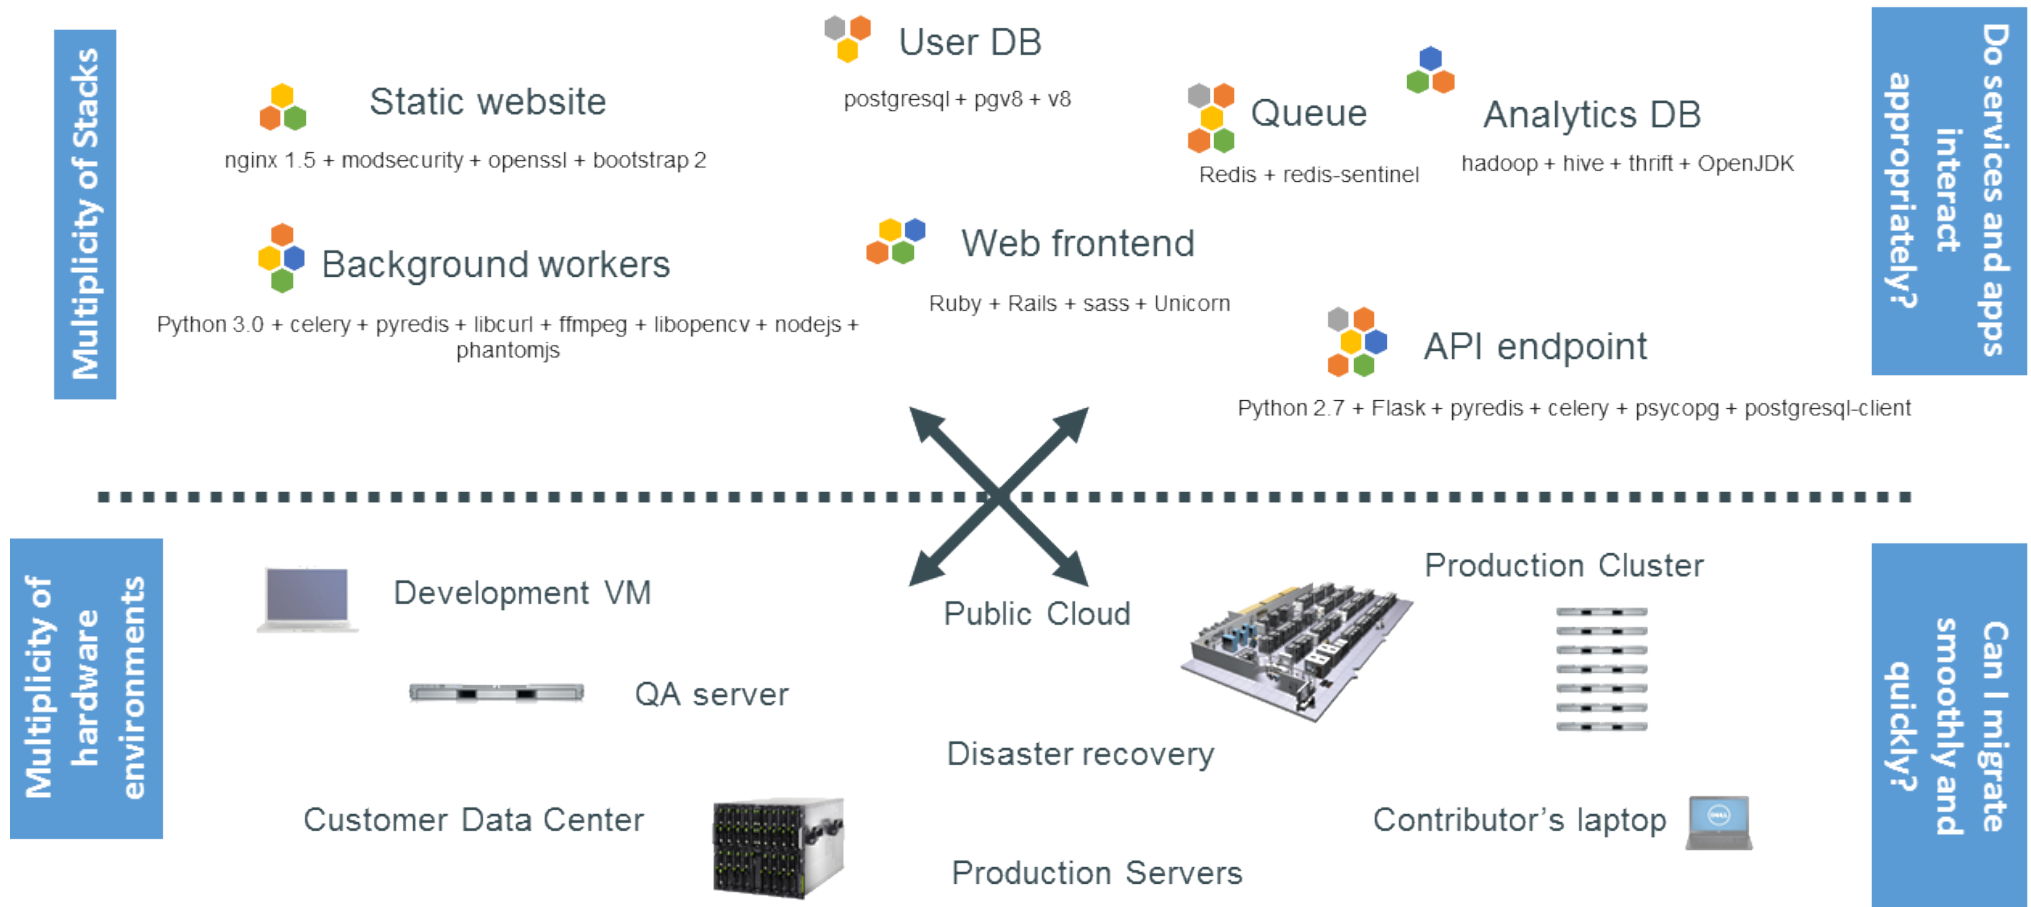 Multiplicity of Stacks
Static website
nginx 1.5 + modsecurity + openssl + bootstrap 2
User DB
postgresql + pgv8 + v8
Queue
Redis + redis-sentinel
Analytics DB
hadoop + hive + thrift + OpenJDK
Background workers
Python 3.0 + celery + pyredis + libcurl + ffmpeg + libopencv + nodejs +
phantomjs
Web frontend
Ruby + Rails + sass + Unicorn
API endpoint
Python 2.7 + Flask + pyredis + celery + psycopg + postgresql-client
Do services and apps
interact
appropriately?
Multiplicity of
hardware
environments
Development VM
QA server
Customer Data Center
Public Cloud
Disaster recovery
Production Servers
Production Cluster
Contributor’s laptop
DELL
Can I migrate
smoothly and
quickly?